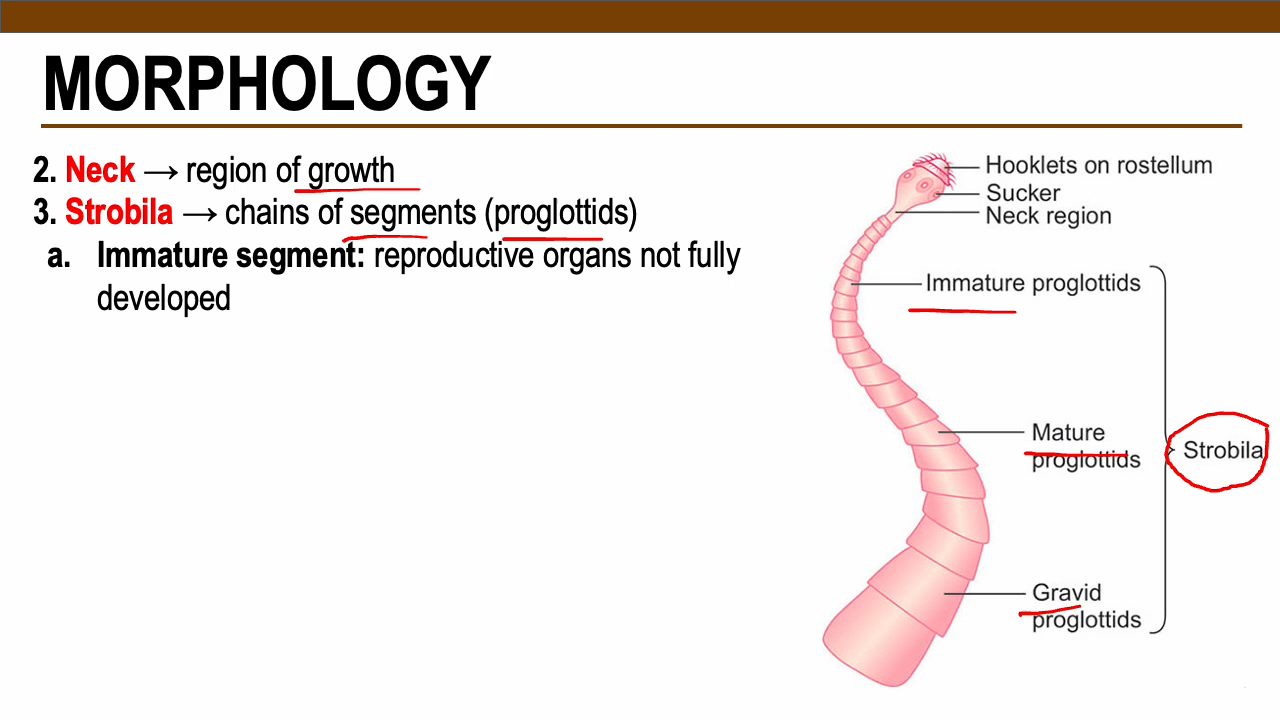 MORPHOLOGY
2. Neck → region of growth
3. Strobila → chains of segments (proglottids)
a. Immature segment: reproductive organs not fully
developed
Hooklets on rostellum
Sucker
Neck region
Immature proglottids
Mature
proglottids
Strobila
Gravid
proglottids